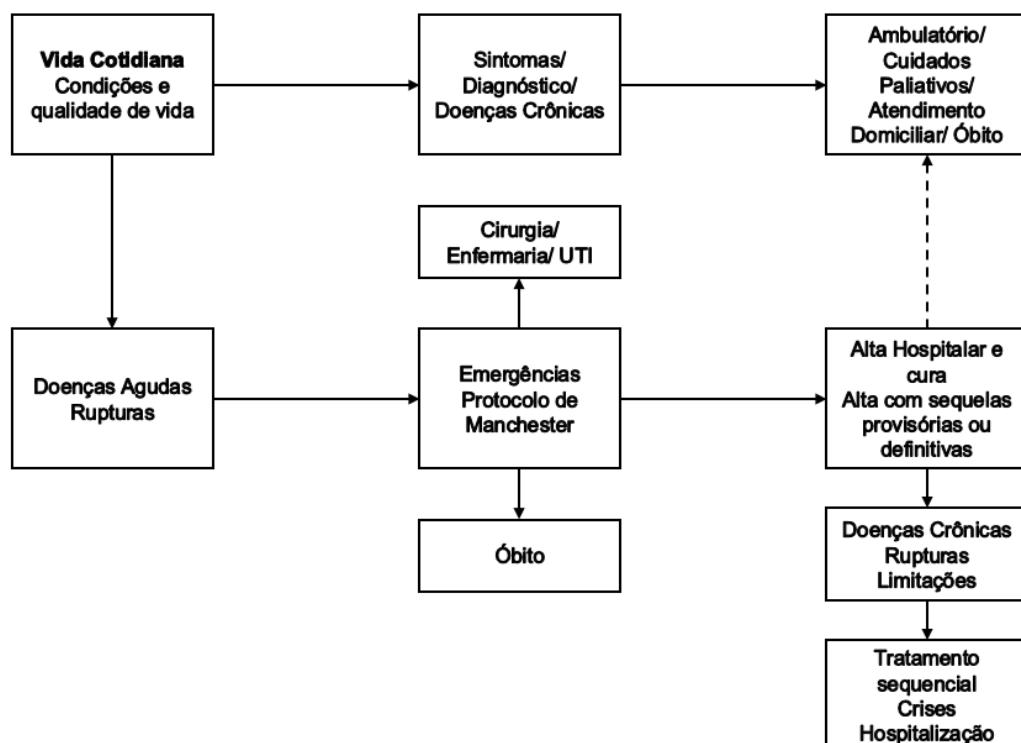 Vida Cotidiana
Condições e
qualidade de vida
Sintomas/
Diagnóstico/
Doenças Crônicas
Ambulatório/
Cuidados
Paliativos/
Atendimento
Domiciliar/ Óbito
Cirurgia/
Enfermaria/ UTI
Doenças Agudas
Rupturas
Emergências
Protocolo de
Manchester
Alta Hospitalar e
cura
Alta com sequelas
provisórias ou
definitivas
Óbito
Doenças Crônicas
Rupturas
Limitações
Tratamento
sequencial
Crises
Hospitalização